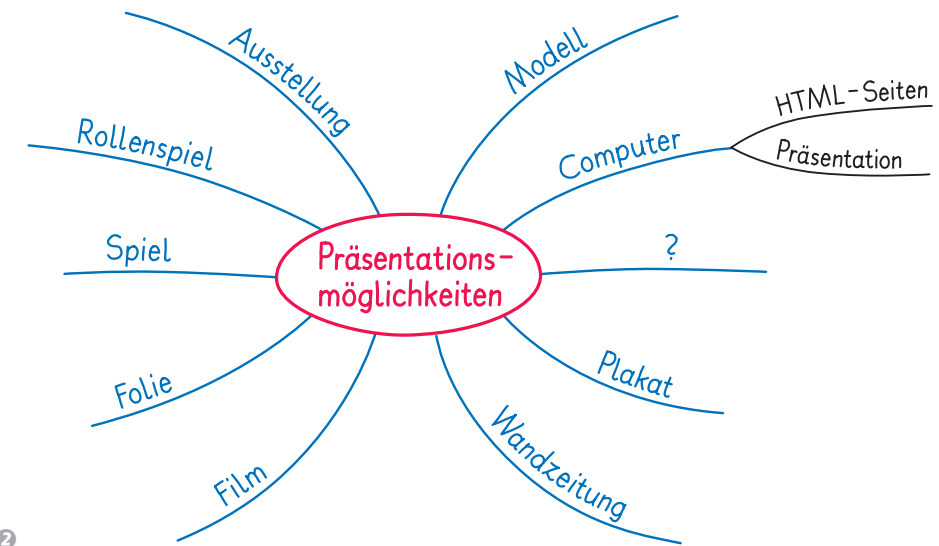 Ausstellung
Modell
HTML-Seiten
Rollenspiel
Computer
Präsentation
Spiel
?
Präsentations-
möglichkeiten
Folie
Plakat
Film
Wandzeitung
2